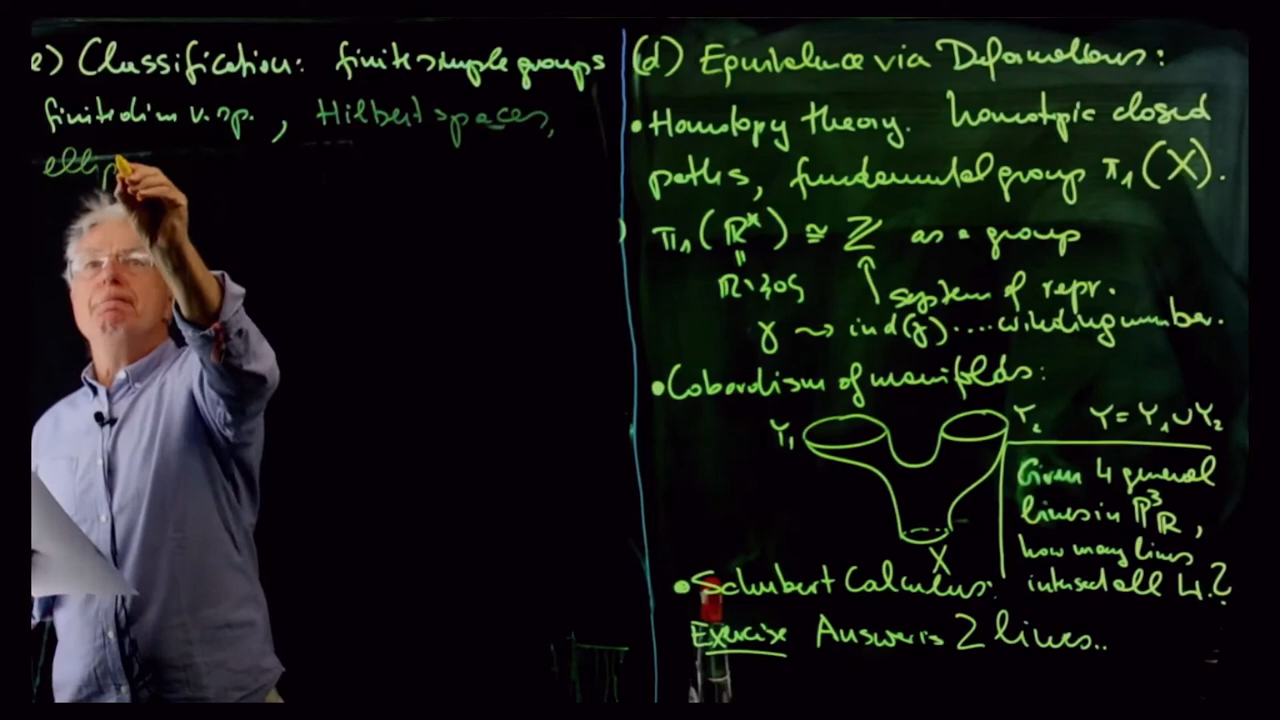 e) Classification: finite simple groups
finite dim v. sp. , Hilbert spaces,
ellip
(d) Equivalence via Deformations:
• Homotopy theory. homotopic closed
paths, fundamental group π₁(X).
π₁(ℝ*) ≅ ℤ as a group
=
ℝ∖{0} ↑ system of repr.
γ ⇝ ind(γ) .... winding number.
• Cobordism of manifolds:
Y₁ Y₂ Y = Y₁ ∪ Y₂
X
Given 4 general
lines in ℙ³ℝ,
how many lines
intersect all 4.?
• Schubert Calculus:
Exercise Answer is 2 lines..